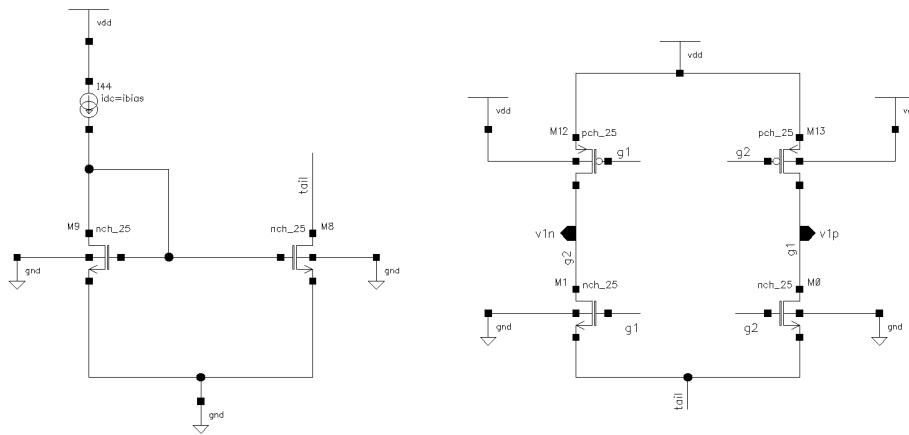 vdd
I44
idc=ibias
tail
M9
nch_25
nch_25
M8
gnd
gnd
gnd
vdd
vdd
vd
M12
pch_25
g1
pch_25
M13
g2
v1n
g2
g1
v1p
M1
nch_25
nch_25
M0
gnd
g1
g2
gnd
tail